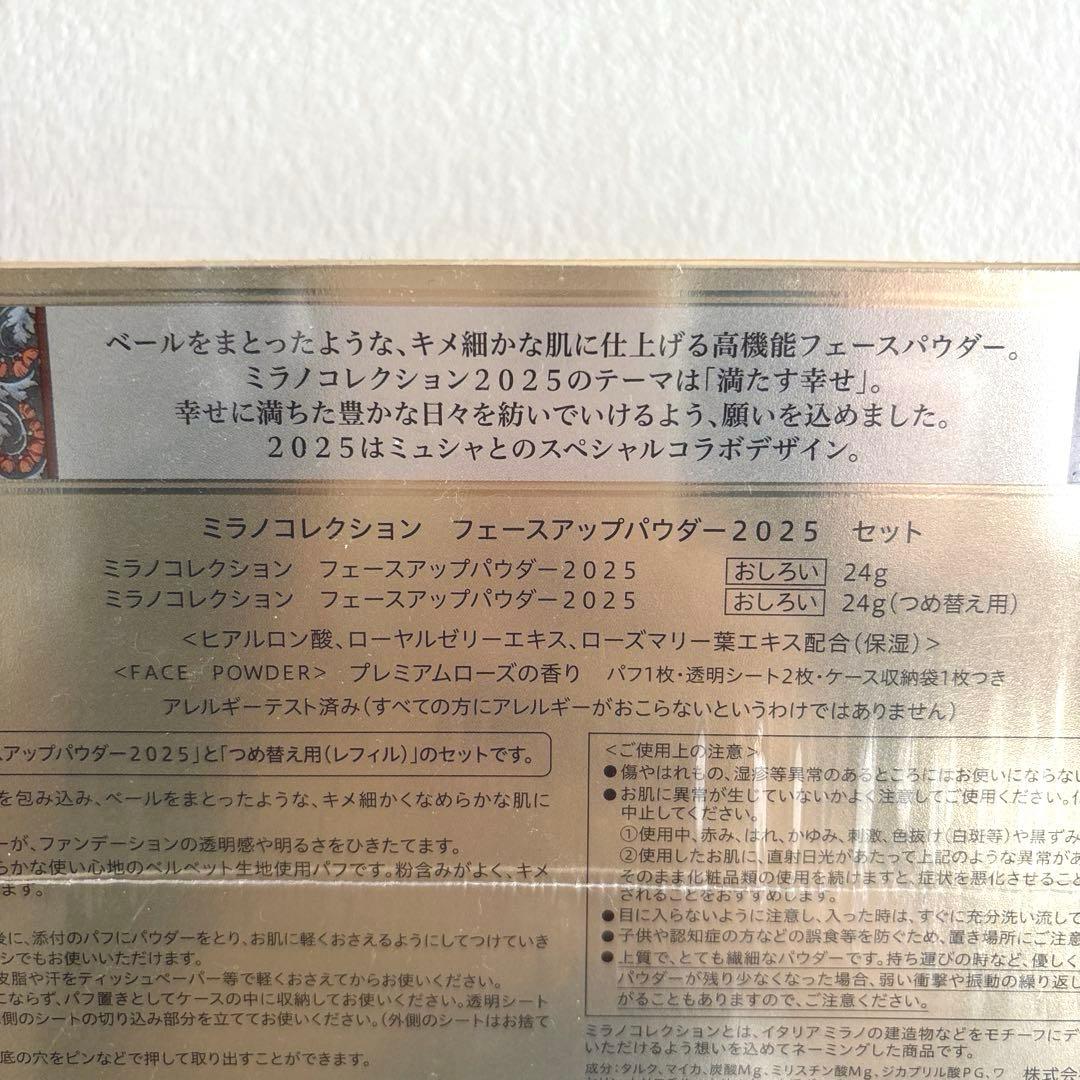 ベールをまとったような、キメ細かな肌に仕上げる高機能フェースパウダー。
ミラノコレクション2025のテーマは「満たす幸せ」。
幸せに満ちた豊かな日々を紡いでいけるよう、願いを込めました。
2025はミュシャとのスペシャルコラボデザイン。
ミラノコレクション フェースアップパウダー2025 セット
ミラノコレクション フェースアップパウダー2025 おしろい 24g
ミラノコレクション フェースアップパウダー2025 おしろい 24g(つめ替え用)
<ヒアルロン酸、ローヤルゼリーエキス、ローズマリー葉エキス配合(保湿)>
<FACE POWDER> プレミアムローズの香り パフ1枚・透明シート2枚・ケース収納袋1枚つき
アレルギーテスト済み(すべての方にアレルギーがおこらないというわけではありません)
スアップパウダー2025」と「つめ替え用(レフィル)」のセットです。
を包み込み、ベールをまとったような、キメ細かくなめらかな肌に
ーが、ファンデーションの透明感や明るさをひきたてます。
らかな使い心地のベルベット生地使用パフです。粉含みがよく、キメ
ます。
後に、添付のパフにパウダーをとり、お肌に軽くおさえるようにしてつけていき
シでもお使いいただけます。
皮脂や汗をティッシュペーパー等で軽くおさえてからお使いください。
にならず、パフ置きとしてケースの中に収納してお使いください。透明シート
側のシートの切り込み部分を立ててお使いください。(外側のシートはお捨て
底の穴をピンなどで押して取り出すことができます。
<ご使用上の注意>
●傷やはれもの、湿疹等異常のあるところにはお使いにならない
●お肌に異常が生じていないかよく注意してご使用ください。化
中止してください。
①使用中、赤み、はれ、かゆみ、刺激、色抜け(白斑等)や黒ずみ
②使用したお肌に、直射日光があたって上記のような異常があ
そのまま化粧品類の使用を続けますと、症状を悪化させること
されることをおすすめします。
●目に入らないように注意し、入った時は、すぐに充分洗い流して
●子供や認知症の方などの誤食等を防ぐため、置き場所にご注意
●上質で、とても繊細なパウダーです。持ち運びの時など、優しく
パウダーが残り少なくなった場合、弱い衝撃や振動の繰り返し
がることもありますので、ご注意ください。
ミラノコレクションとは、イタリアミラノの建造物などをモチーフにデ
いただけるよう想いを込めてネーミングした商品です。
成分:タルク、マイカ、炭酸Mg、ミリスチン酸Mg、ジカプリル酸PG、ワ
株式会